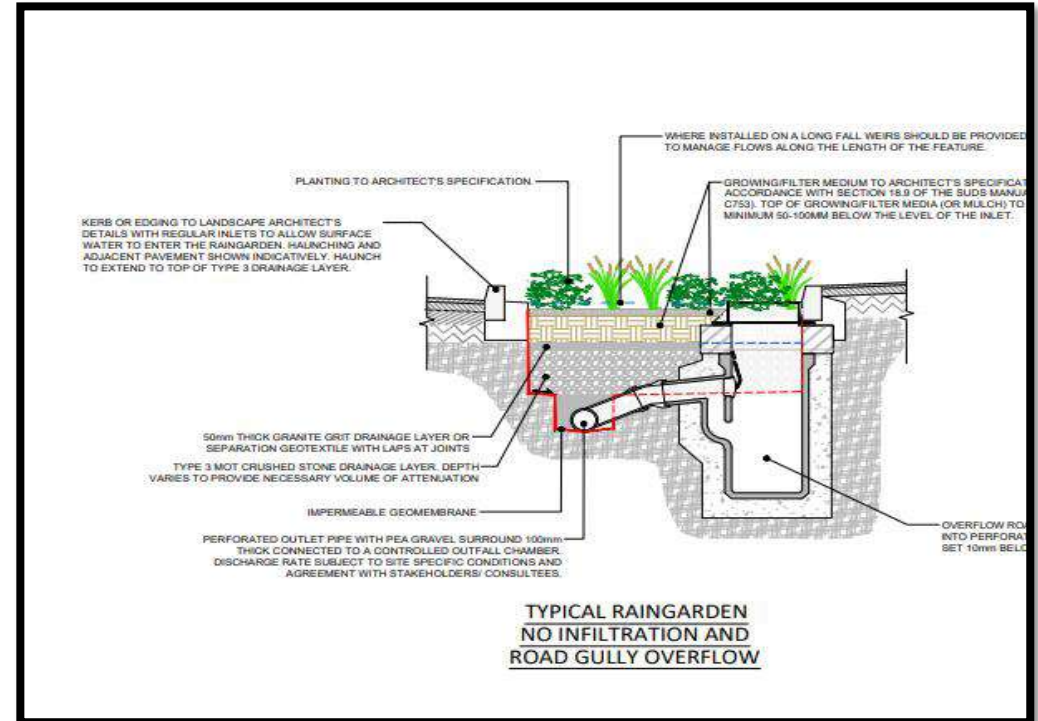 WHERE INSTALLED ON A LONG FALL WEIRS SHOULD BE PROVIDED
TO MANAGE FLOWS ALONG THE LENGTH OF THE FEATURE.
PLANTING TO ARCHITECT'S SPECIFICATION
GROWING/FILTER MEDIUM TO ARCHITECT'S SPECIFICAT
ACCORDANCE WITH SECTION 18.9 OF THE SUDS MANUA
C753). TOP OF GROWING/FILTER MEDIA (OR MULCH) TO
MINIMUM 50-100MM BELOW THE LEVEL OF THE INLET.
KERB OR EDGING TO LANDSCAPE ARCHITECT'S
DETAILS WITH REGULAR INLETS TO ALLOW SURFACE
WATER TO ENTER THE RAINGARDEN. HAUNCHING AND
ADJACENT PAVEMENT SHOWN INDICATIVELY. HAUNCH
TO EXTEND TO TOP OF TYPE 3 DRAINAGE LAYER.
50mm THICK GRANITE GRIT DRAINAGE LAYER OR
SEPARATION GEOTEXTILE WITH LAPS AT JOINTS
TYPE 3 MOT CRUSHED STONE DRAINAGE LAYER. DEPTH
VARIES TO PROVIDE NECESSARY VOLUME OF ATTENUATION
IMPERMEABLE GEOMEMBRANE
PERFORATED OUTLET PIPE WITH PEA GRAVEL SURROUND 100mm
THICK CONNECTED TO A CONTROLLED OUTFALL CHAMBER.
DISCHARGE RATE SUBJECT TO SITE SPECIFIC CONDITIONS AND
AGREEMENT WITH STAKEHOLDERS/ CONSULTEES.
OVERFLOW ROA
INTO PERFORAT
SET 10mm BELO
TYPICAL RAINGARDEN
NO INFILTRATION AND
ROAD GULLY OVERFLOW